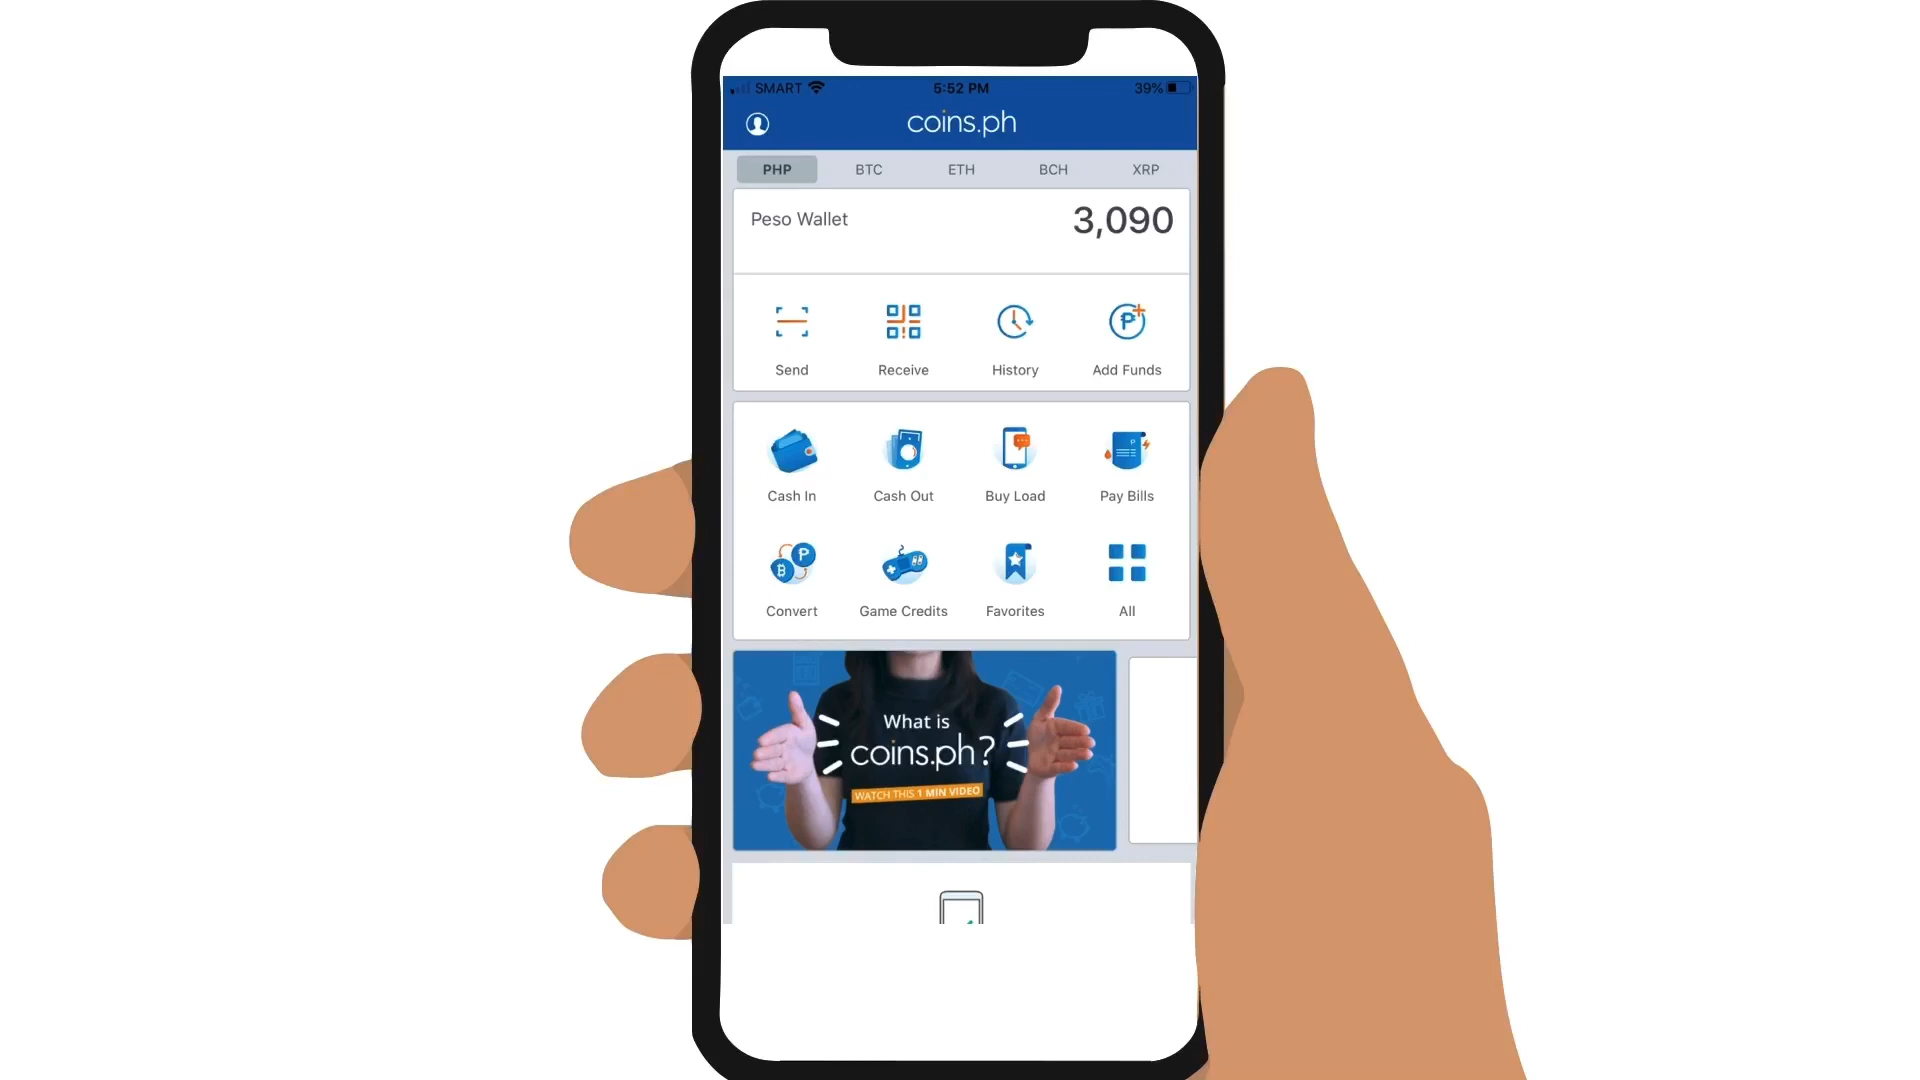 SMART 5:52 PM 39%
coins.ph
PHP BTC ETH BCH XRP
Peso Wallet 3,090
Send Receive History Add Funds
Cash In Cash Out Buy Load Pay Bills
Convert Game Credits Favorites All
What is
coins.ph?
WATCH THIS 1 MIN VIDEO